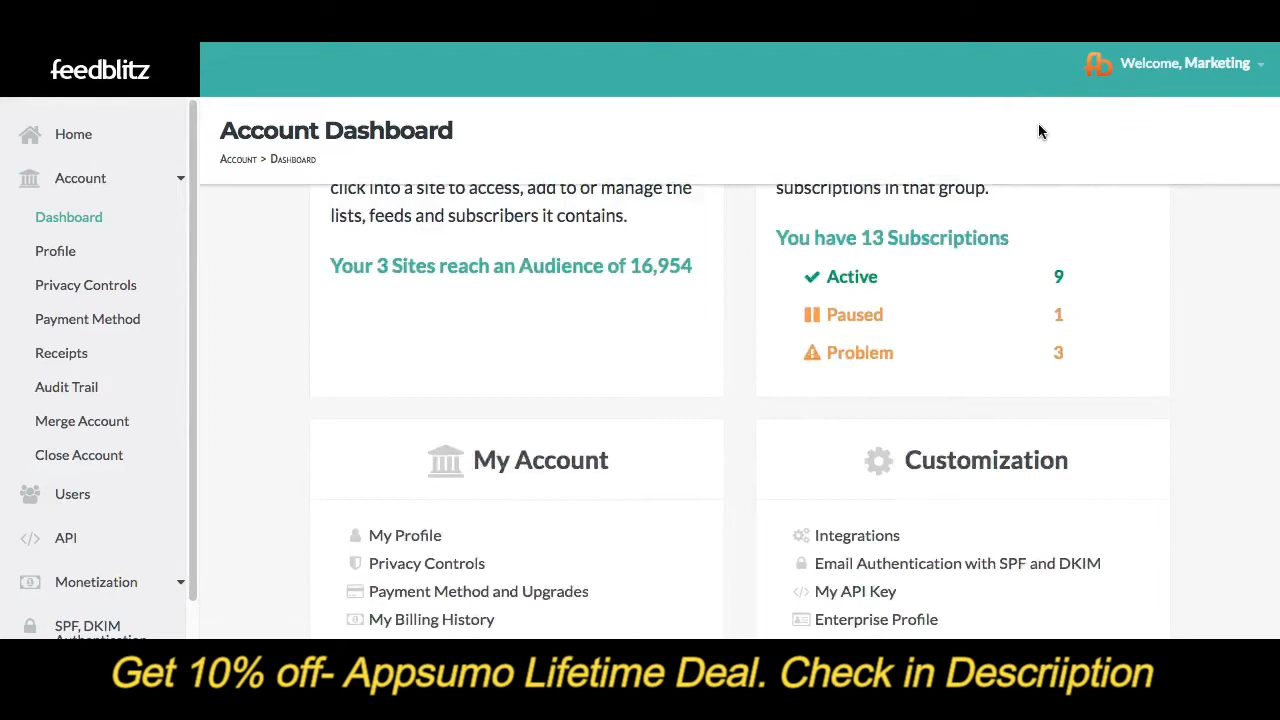 feedblitz
Welcome, Marketing
Home
Account
Dashboard
Profile
Privacy Controls
Payment Method
Receipts
Audit Trail
Merge Account
Close Account
Users
API
Monetization
SPF, DKIM
Authentication
Account Dashboard
Account > Dashboard
click into a site to access, add to or manage the
lists, feeds and subscribers it contains.
Your 3 Sites reach an Audience of 16,954
subscriptions in that group.
You have 13 Subscriptions
Active 9
Paused 1
Problem 3
My Account
My Profile
Privacy Controls
Payment Method and Upgrades
My Billing History
Customization
Integrations
Email Authentication with SPF and DKIM
My API Key
Enterprise Profile
Get 10% off- Appsumo Lifetime Deal. Check in Descriiption